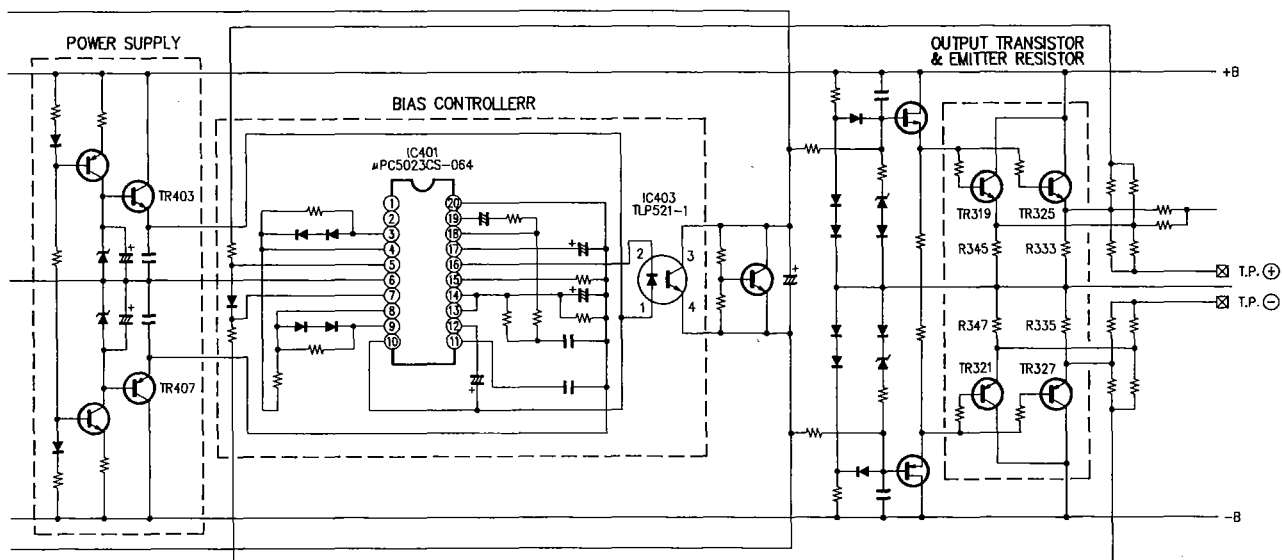 POWER SUPPLY
OUTPUT TRANSISTOR
& EMITTER RESISTOR
+B
BIAS CONTROLLERR
IC401
µPC5023CS-064
IC403
TLP521-1
TR403
TR407
1
2
3
4
5
6
7
8
9
10
20
19
18
17
16
15
14
13
12
11
+
+
+
+
+
+
2
3
1
4
TR319
TR325
R345
R333
T.P. +
T.P. −
R347
R335
TR321
TR327
-B